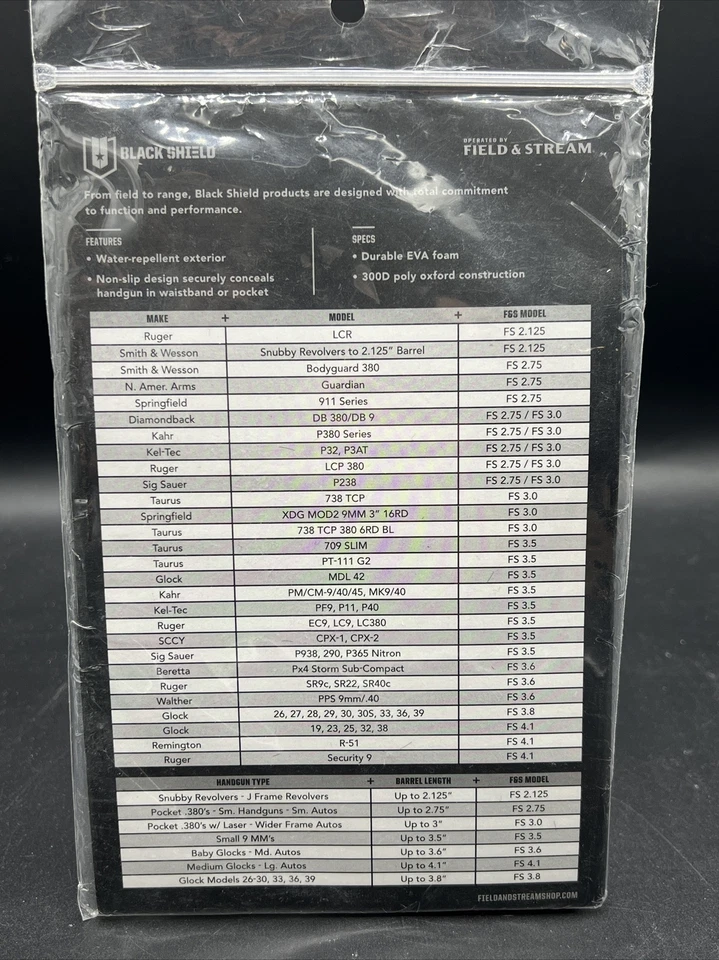 BLACK SHIELD
OPERATED BY
FIELD & STREAM
From field to range, Black Shield products are designed with total commitment
to function and performance.
FEATURES
• Water-repellent exterior
• Non-slip design securely conceals
handgun in waistband or pocket
SPECS
• Durable EVA foam
• 300D poly oxford construction
MAKE + MODEL + F&S MODEL
Ruger LCR FS 2.125
Smith & Wesson Snubby Revolvers to 2.125" Barrel FS 2.125
Smith & Wesson Bodyguard 380 FS 2.75
N. Amer. Arms Guardian FS 2.75
Springfield 911 Series FS 2.75
Diamondback DB 380/DB 9 FS 2.75 / FS 3.0
Kahr P380 Series FS 2.75 / FS 3.0
Kel-Tec P32, P3AT FS 2.75 / FS 3.0
Ruger LCP 380 FS 2.75 / FS 3.0
Sig Sauer P238 FS 2.75 / FS 3.0
Taurus 738 TCP FS 3.0
Springfield XDG MOD2 9MM 3" 16RD FS 3.0
Taurus 738 TCP 380 6RD BL FS 3.0
Taurus 709 SLIM FS 3.5
Taurus PT-111 G2 FS 3.5
Glock MDL 42 FS 3.5
Kahr PM/CM-9/40/45, MK9/40 FS 3.5
Kel-Tec PF9, P11, P40 FS 3.5
Ruger EC9, LC9, LC380 FS 3.5
SCCY CPX-1, CPX-2 FS 3.5
Sig Sauer P938, 290, P365 Nitron FS 3.5
Beretta Px4 Storm Sub-Compact FS 3.6
Ruger SR9c, SR22, SR40c FS 3.6
Walther PPS 9mm/.40 FS 3.6
Glock 26, 27, 28, 29, 30, 30S, 33, 36, 39 FS 3.8
Glock 19, 23, 25, 32, 38 FS 4.1
Remington R-51 FS 4.1
Ruger Security 9 FS 4.1
HANDGUN TYPE + BARREL LENGTH + F&S MODEL
Snubby Revolvers - J Frame Revolvers Up to 2.125" FS 2.125
Pocket .380's - Sm. Handguns - Sm. Autos Up to 2.75" FS 2.75
Pocket .380's w/ Laser - Wider Frame Autos Up to 3" FS 3.0
Small 9 MM's Up to 3.5" FS 3.5
Baby Glocks - Md. Autos Up to 3.6" FS 3.6
Medium Glocks - Lg. Autos Up to 4.1" FS 4.1
Glock Models 26-30, 33, 36, 39 Up to 3.8" FS 3.8
FIELDANDSTREAMSHOP.COM